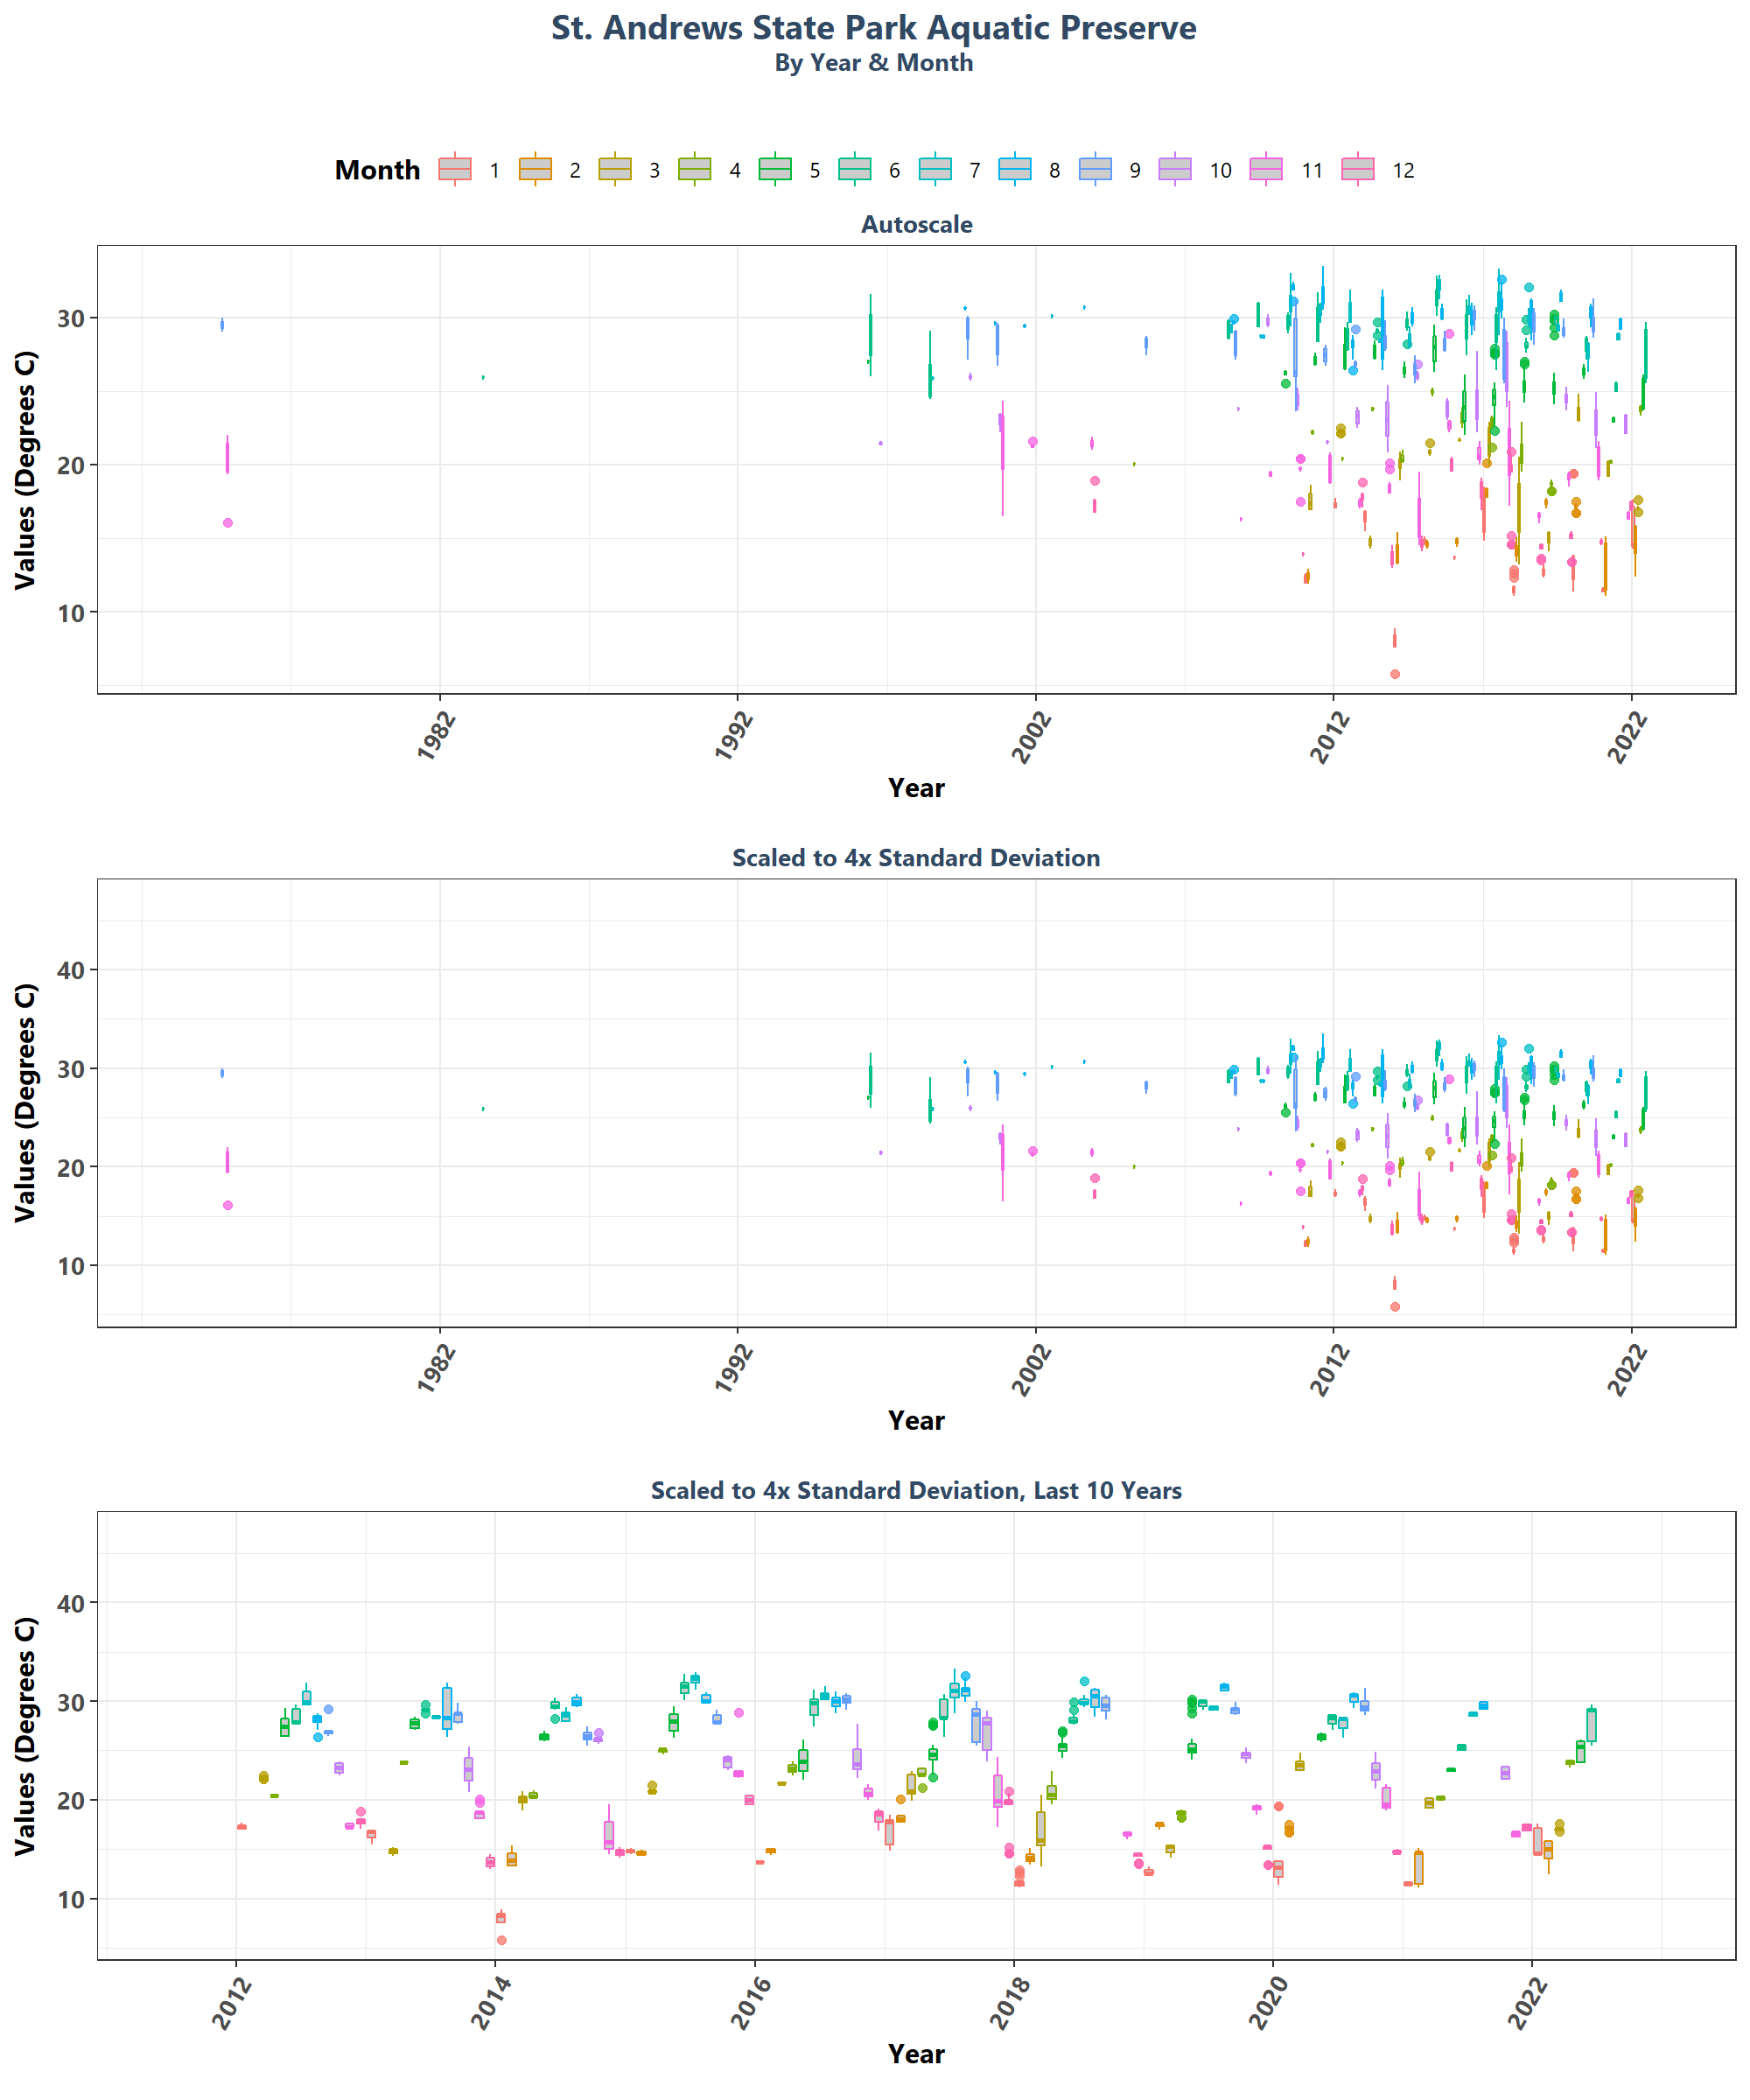 St. Andrews State Park Aquatic Preserve
By Year & Month
Month 1 2 3 4 5 6 7 8 9 10 11 12
Autoscale
Values (Degrees C)
30
20
10
1982 1992 2002 2012 2022
Year
Scaled to 4x Standard Deviation
Values (Degrees C)
40
30
20
10
1982 1992 2002 2012 2022
Year
Scaled to 4x Standard Deviation, Last 10 Years
Values (Degrees C)
40
30
20
10
2012 2014 2016 2018 2020 2022
Year